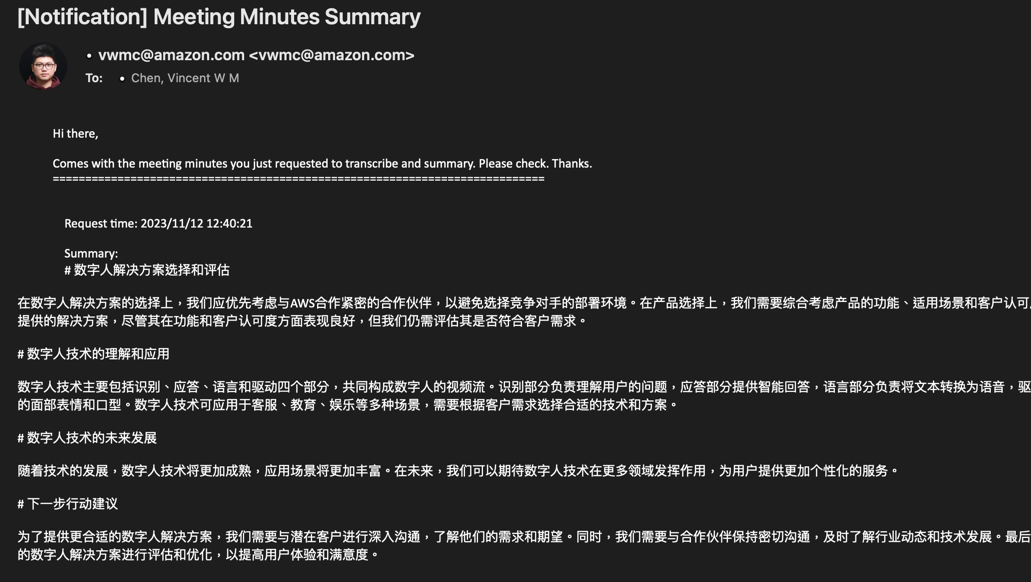 [Notification] Meeting Minutes Summary
• vwmc@amazon.com <vwmc@amazon.com>
To: • Chen, Vincent W M
Hi there,
Comes with the meeting minutes you just requested to transcribe and summary. Please check. Thanks.
============================================================================
Request time: 2023/11/12 12:40:21
Summary:
# 数字人解决方案选择和评估
在数字人解决方案的选择上，我们应优先考虑与AWS合作紧密的合作伙伴，以避免选择竞争对手的部署环境。在产品选择上，我们需要综合考虑产品的功能、适用场景和客户认可
提供的解决方案，尽管其在功能和客户认可度方面表现良好，但我们仍需评估其是否符合客户需求。
# 数字人技术的理解和应用
数字人技术主要包括识别、应答、语言和驱动四个部分，共同构成数字人的视频流。识别部分负责理解用户的问题，应答部分提供智能回答，语言部分负责将文本转换为语音，驱
的面部表情和口型。数字人技术可应用于客服、教育、娱乐等多种场景，需要根据客户需求选择合适的技术和方案。
# 数字人技术的未来发展
随着技术的发展，数字人技术将更加成熟，应用场景将更加丰富。在未来，我们可以期待数字人技术在更多领域发挥作用，为用户提供更加个性化的服务。
# 下一步行动建议
为了提供更合适的数字人解决方案，我们需要与潜在客户进行深入沟通，了解他们的需求和期望。同时，我们需要与合作伙伴保持密切沟通，及时了解行业动态和技术发展。最后
的数字人解决方案进行评估和优化，以提高用户体验和满意度。